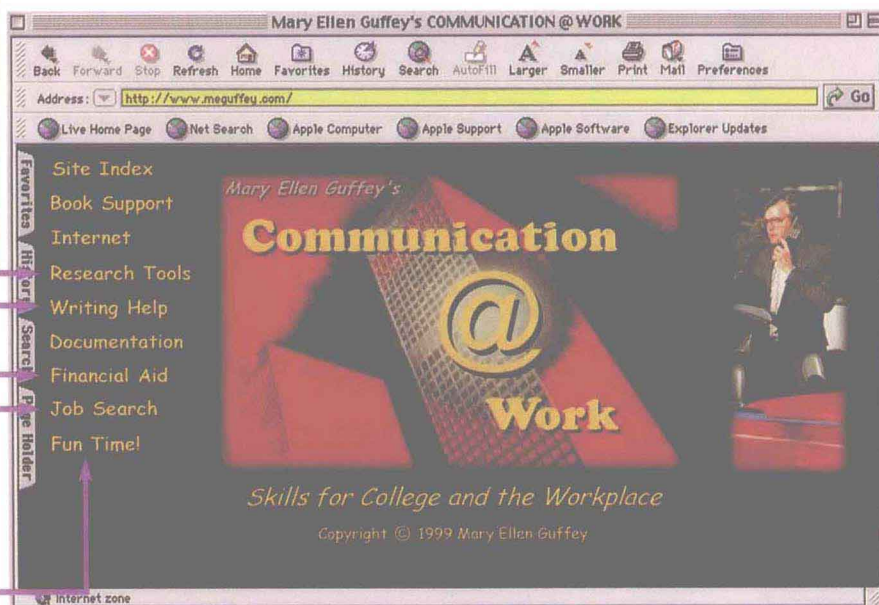 Mary Ellen Guffey's COMMUNICATION @ WORK
Back Forward Stop Refresh Home Favorites History Search AutoFill Larger Smaller Print Mail Preferences
Address: http://www.meguffey.com/ Go
Live Home Page Net Search Apple Computer Apple Support Apple Software Explorer Updates
Favorites
History
Search
Page Holder
Site Index
Book Support
Internet
Research Tools
Writing Help
Documentation
Financial Aid
Job Search
Fun Time!
Mary Ellen Guffey's
Communication
@
Work
Skills for College and the Workplace
Copyright © 1999 Mary Ellen Guffey
Internet zone